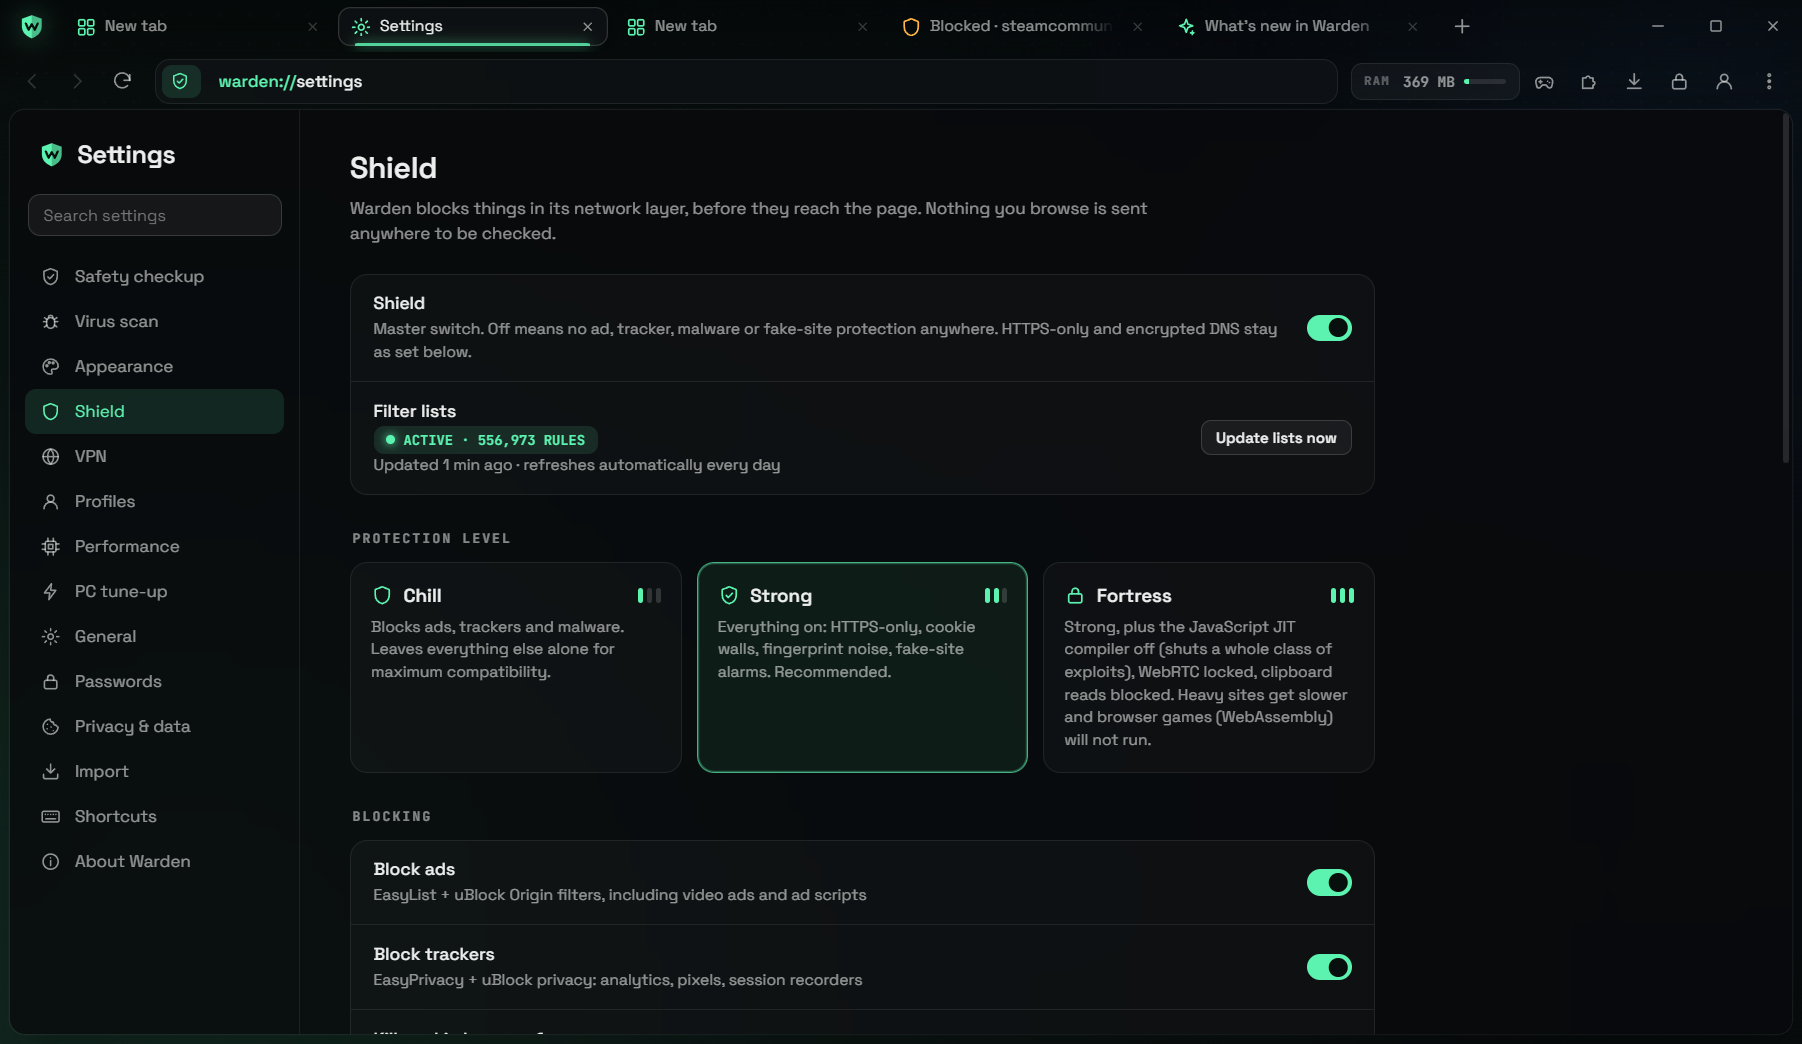 New tab
Settings
New tab
Blocked · steamcommun
What's new in Warden
warden://settings
RAM 369 MB
Settings
Search settings
Safety checkup
Virus scan
Appearance
Shield
VPN
Profiles
Performance
PC tune-up
General
Passwords
Privacy & data
Import
Shortcuts
About Warden
Shield
Warden blocks things in its network layer, before they reach the page. Nothing you browse is sent
anywhere to be checked.
Shield
Master switch. Off means no ad, tracker, malware or fake-site protection anywhere. HTTPS-only and encrypted DNS stay
as set below.
Filter lists
ACTIVE · 556,973 RULES
Updated 1 min ago · refreshes automatically every day
Update lists now
PROTECTION LEVEL
Chill
Blocks ads, trackers and malware.
Leaves everything else alone for
maximum compatibility.
Strong
Everything on: HTTPS-only, cookie
walls, fingerprint noise, fake-site
alarms. Recommended.
Fortress
Strong, plus the JavaScript JIT
compiler off (shuts a whole class of
exploits), WebRTC locked, clipboard
reads blocked. Heavy sites get slower
and browser games (WebAssembly)
will not run.
BLOCKING
Block ads
EasyList + uBlock Origin filters, including video ads and ad scripts
Block trackers
EasyPrivacy + uBlock privacy: analytics, pixels, session recorders